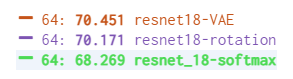 64: 70.451 resnet18-VAE
64: 70.171 resnet18-rotation
64: 68.269 resnet_18-softmax